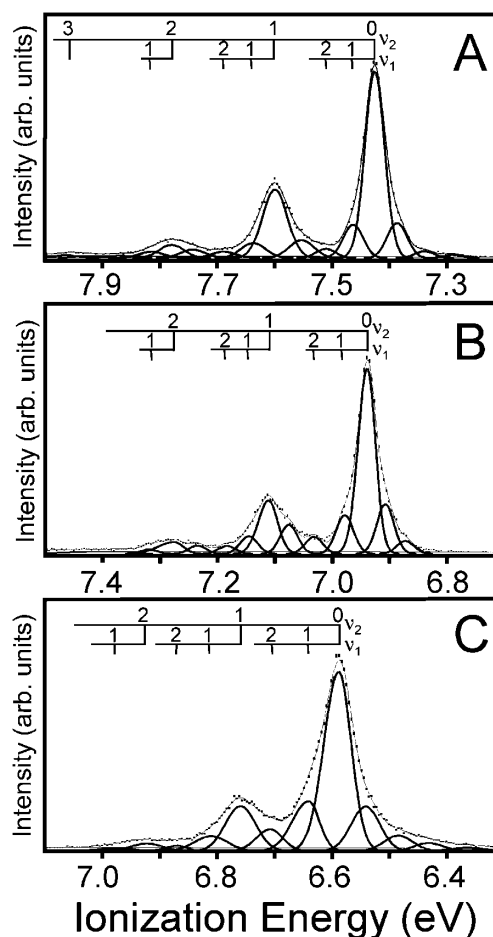 3 2 1 0 ν₂
1 2 1 2 1 ν₁
A
Intensity (arb. units)
7.9 7.7 7.5 7.3
2 1 0 ν₂
1 2 1 2 1 ν₁
B
Intensity (arb. units)
7.4 7.2 7.0 6.8
2 1 0 ν₂
1 2 1 2 1 ν₁
C
Intensity (arb. units)
7.0 6.8 6.6 6.4
Ionization Energy (eV)